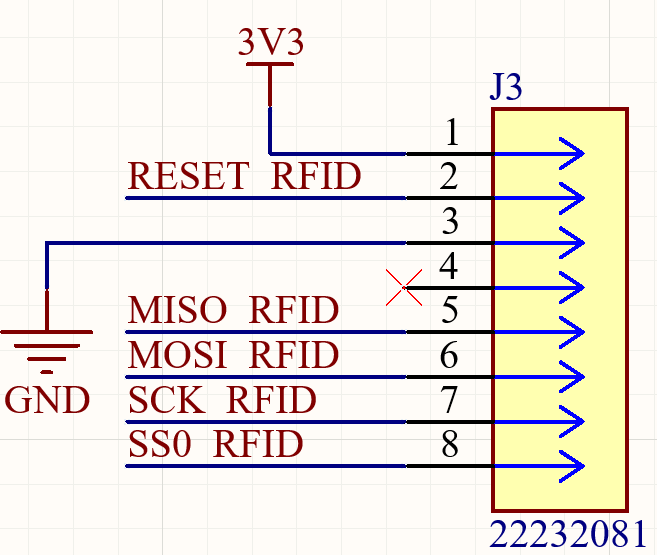 3V3
J3
1
RESET RFID
2
3
4
MISO RFID
5
MOSI RFID
6
GND
SCK RFID
7
SS0 RFID
8
22232081